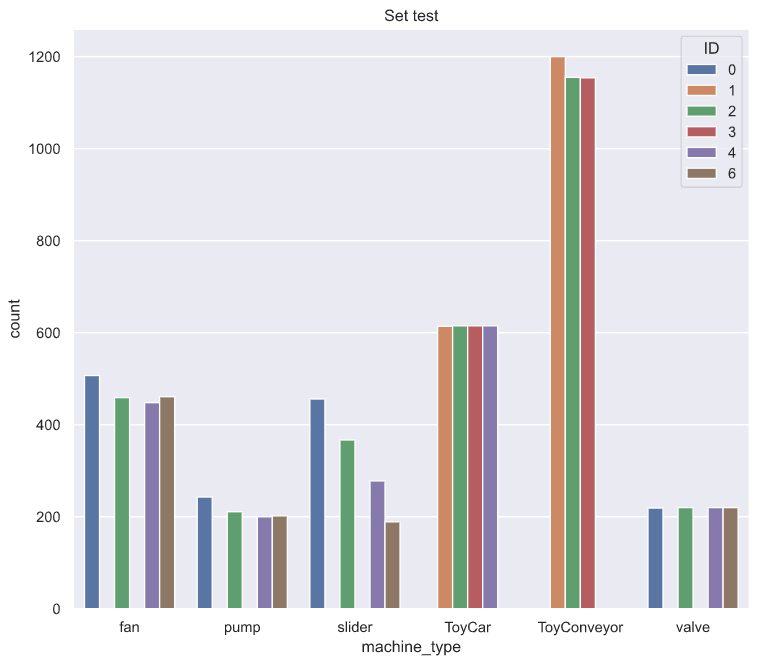 Set test
ID
0
1
2
3
4
6
1200
1000
800
600
400
200
0
count
fan pump slider ToyCar ToyConveyor valve
machine_type